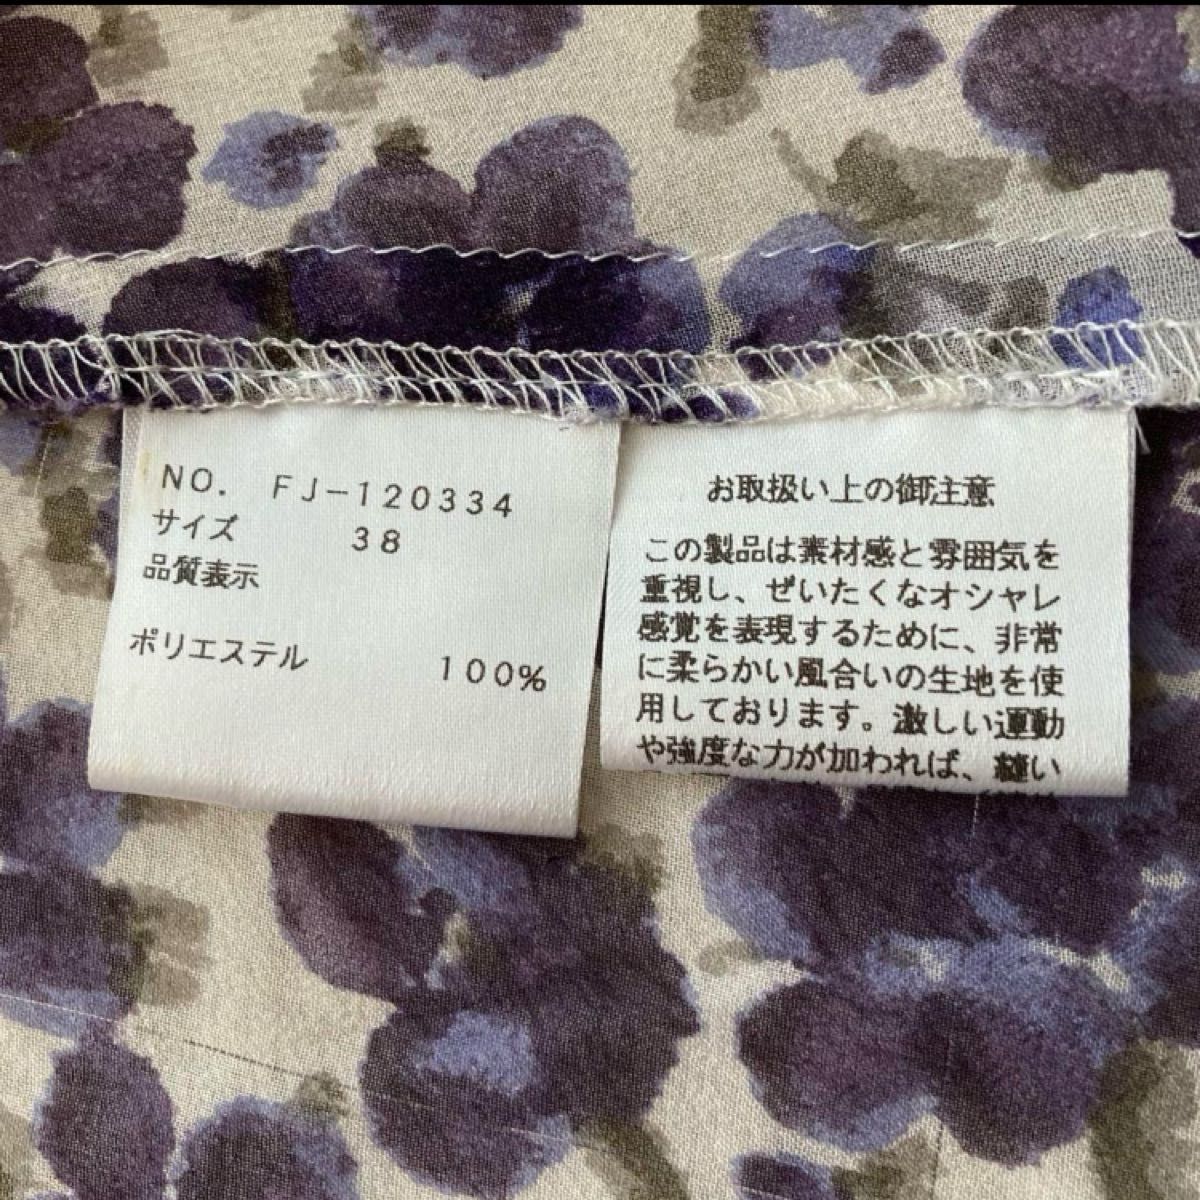 NO. FJ-120334
サイズ 38
品質表示
ポリエステル 100%
お取扱い上の御注意
この製品は素材感と雰囲気を
重視し、ぜいたくなオシャレ
感覚を表現するために、非常
に柔らかい風合いの生地を使
用しております。激しい運動
や強度な力が加われば、縫い